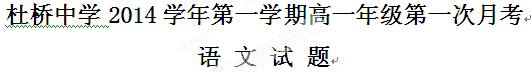 杜桥中学 2014 学年第一学期高一年级第一次月考
语 文 试 题